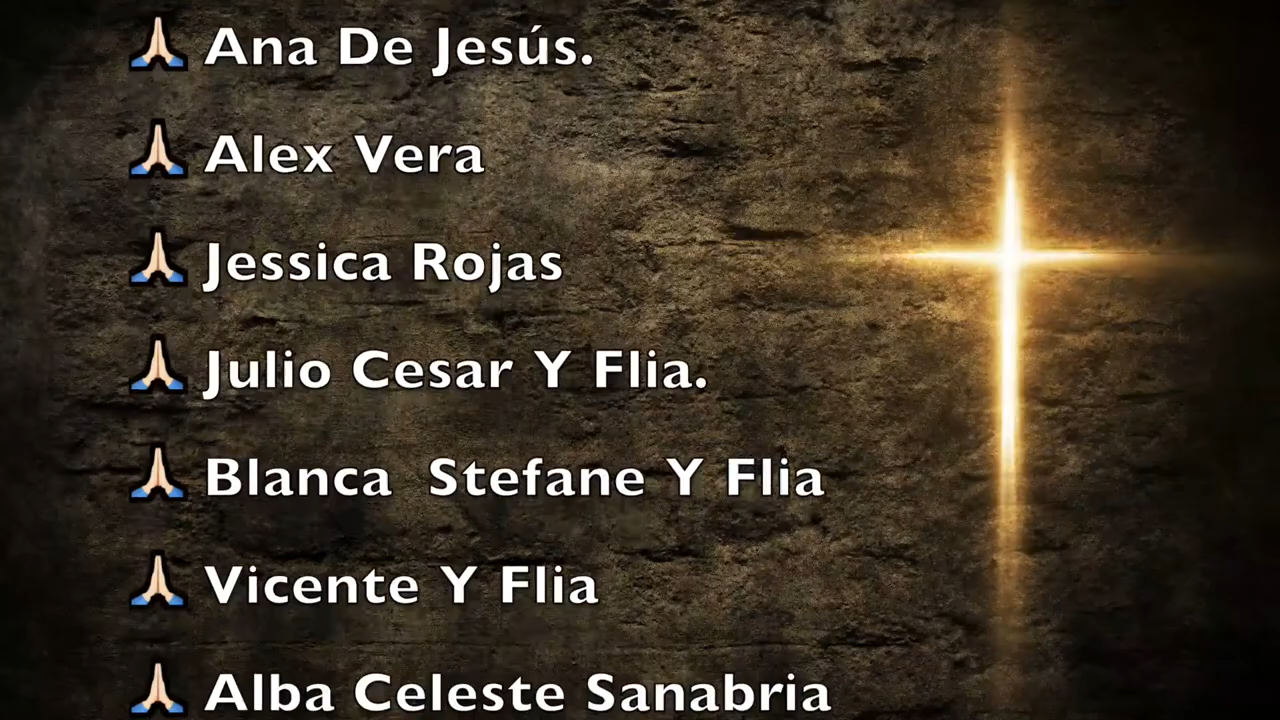 🙏🏻 Ana De Jesús.
🙏🏻 Alex Vera
🙏🏻 Jessica Rojas
🙏🏻 Julio Cesar Y Flia.
🙏🏻 Blanca  Stefane Y Flia
🙏🏻 Vicente Y Flia
🙏🏻 Alba Celeste Sanabria